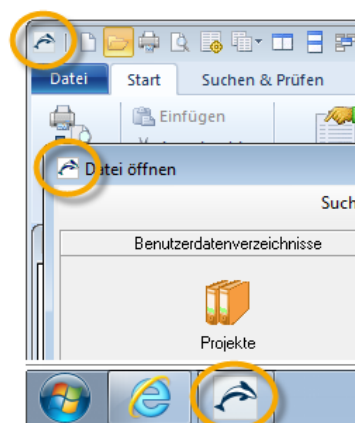 Datei Start Suchen & Prüfen
Einfügen
Datei öffnen
Such
Benutzerdatenverzeichnisse
Projekte